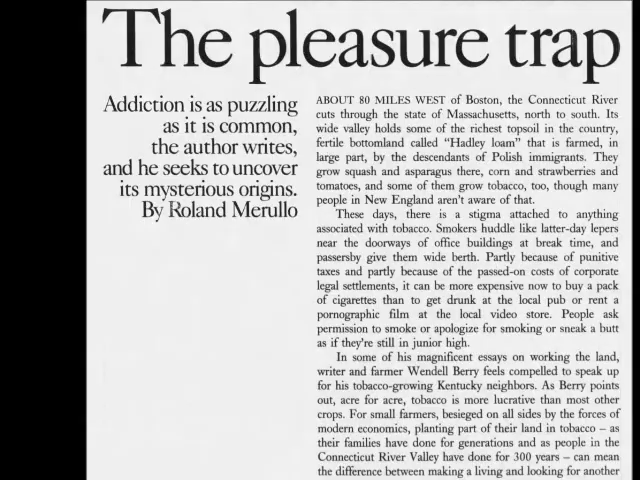 The pleasure trap
Addiction is as puzzling
as it is common,
the author writes,
and he seeks to uncover
its mysterious origins.
By Roland Merullo
ABOUT 80 MILES WEST of Boston, the Connecticut River
cuts through the state of Massachusetts, north to south. Its
wide valley holds some of the richest topsoil in the country,
fertile bottomland called “Hadley loam” that is farmed, in
large part, by the descendants of Polish immigrants. They
grow squash and asparagus there, corn and strawberries and
tomatoes, and some of them grow tobacco, too, though many
people in New England aren’t aware of that.
These days, there is a stigma attached to anything
associated with tobacco. Smokers huddle like latter-day lepers
near the doorways of office buildings at break time, and
passersby give them wide berth. Partly because of punitive
taxes and partly because of the passed-on costs of corporate
legal settlements, it can be more expensive now to buy a pack
of cigarettes than to get drunk at the local pub or rent a
pornographic film at the local video store. People ask
permission to smoke or apologize for smoking or sneak a butt
as if they’re still in junior high.
In some of his magnificent essays on working the land,
writer and farmer Wendell Berry feels compelled to speak up
for his tobacco-growing Kentucky neighbors. As Berry points
out, acre for acre, tobacco is more lucrative than most other
crops. For small farmers, besieged on all sides by the forces of
modern economics, planting part of their land in tobacco – as
their families have done for generations and as people in the
Connecticut River Valley have done for 300 years – can mean
the difference between making a living and looking for another